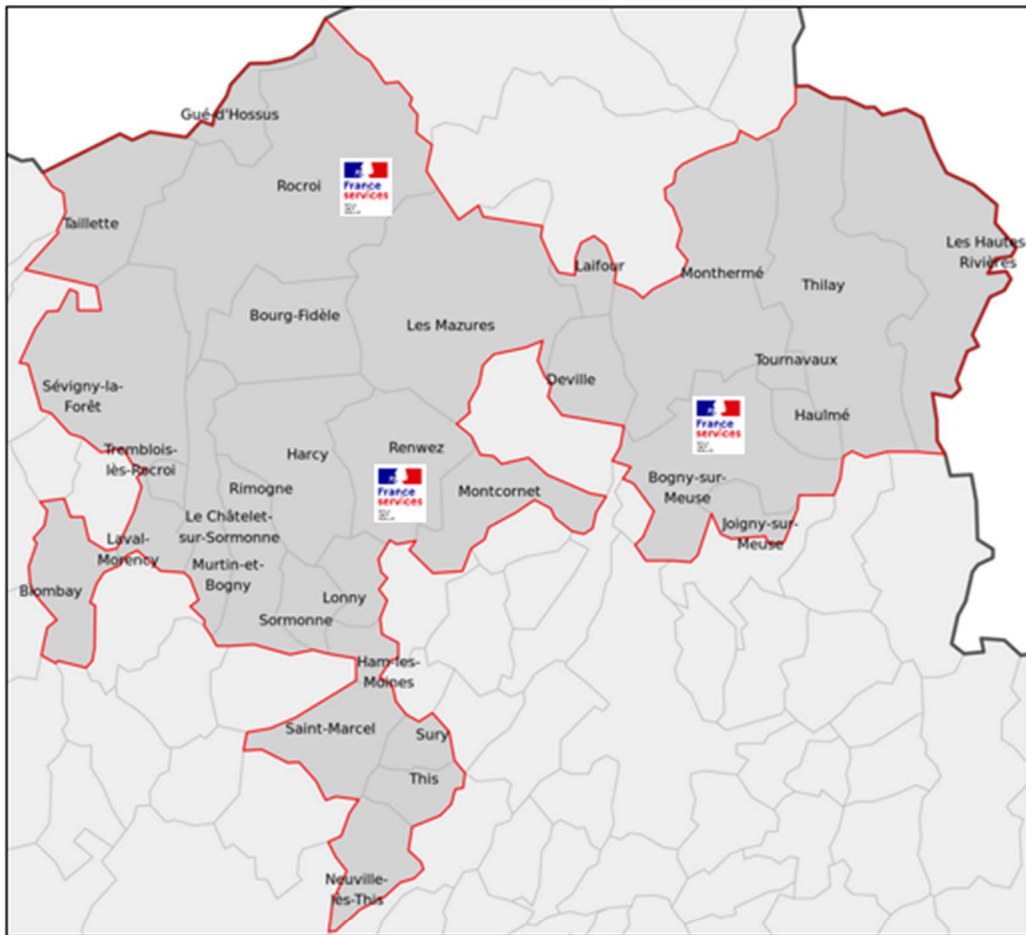 Gué-d'Hossus
Rocroi
France
services
Taillette
Les Hautes-
Rivières
Laifour
Monthermé
Thilay
Bourg-Fidèle
Les Mazures
Tournavaux
Sévigny-la-
Forêt
Deville
Haulmé
France
services
Tremblois-
lès-Rocroi
Harcy
Renwez
France
services
Rimogne
Montcornet
Bogny-sur-
Meuse
Le Châtelet-
sur-Sormonne
Joigny-sur-
Meuse
Laval-
Morency
Murtin-et-
Bogny
Blombay
Lonny
Sormonne
Ham-les-
Moines
Saint-Marcel
Sury
This
Neuville-
lès-This